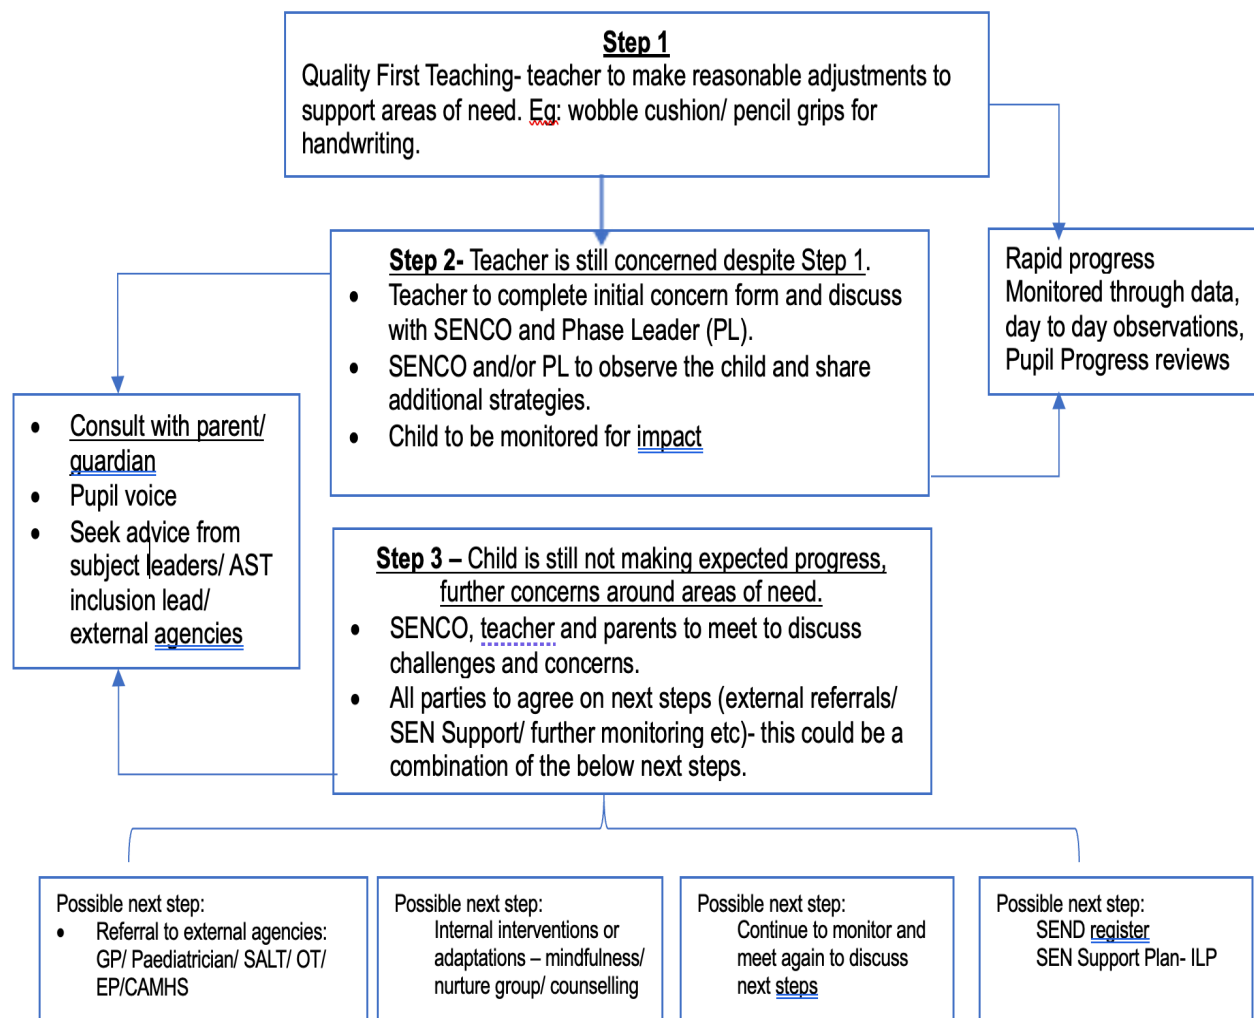 Step 1
Quality First Teaching- teacher to make reasonable adjustments to
support areas of need. Eg: wobble cushion/ pencil grips for
handwriting.
Step 2- Teacher is still concerned despite Step 1.
• Teacher to complete initial concern form and discuss
with SENCO and Phase Leader (PL).
• SENCO and/or PL to observe the child and share
additional strategies.
• Child to be monitored for impact
Rapid progress
Monitored through data,
day to day observations,
Pupil Progress reviews
• Consult with parent/
guardian
• Pupil voice
• Seek advice from
subject leaders/ AST
inclusion lead/
external agencies
Step 3 – Child is still not making expected progress,
further concerns around areas of need.
• SENCO, teacher and parents to meet to discuss
challenges and concerns.
• All parties to agree on next steps (external referrals/
SEN Support/ further monitoring etc)- this could be a
combination of the below next steps.
Possible next step:
• Referral to external agencies:
GP/ Paediatrician/ SALT/ OT/
EP/CAMHS
Possible next step:
Internal interventions or
adaptations – mindfulness/
nurture group/ counselling
Possible next step:
Continue to monitor and
meet again to discuss
next steps
Possible next step:
SEND register
SEN Support Plan- ILP